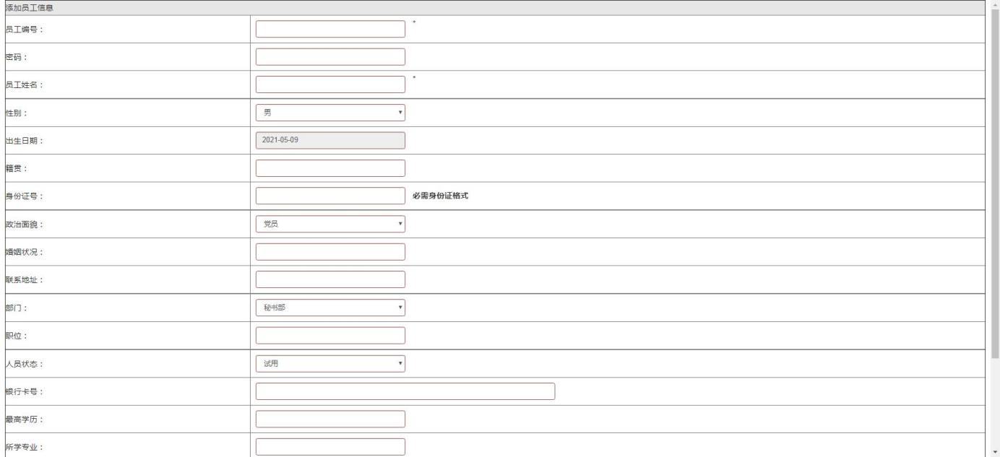 添加员工信息
员工编号： *
密码：
员工姓名： *
性别： 男
出生日期： 2021-05-09
籍贯：
身份证号： 必需身份证格式
政治面貌： 党员
婚姻状况：
联系地址：
部门： 秘书部
职位：
人员状态： 试用
银行卡号：
最高学历：
所学专业：